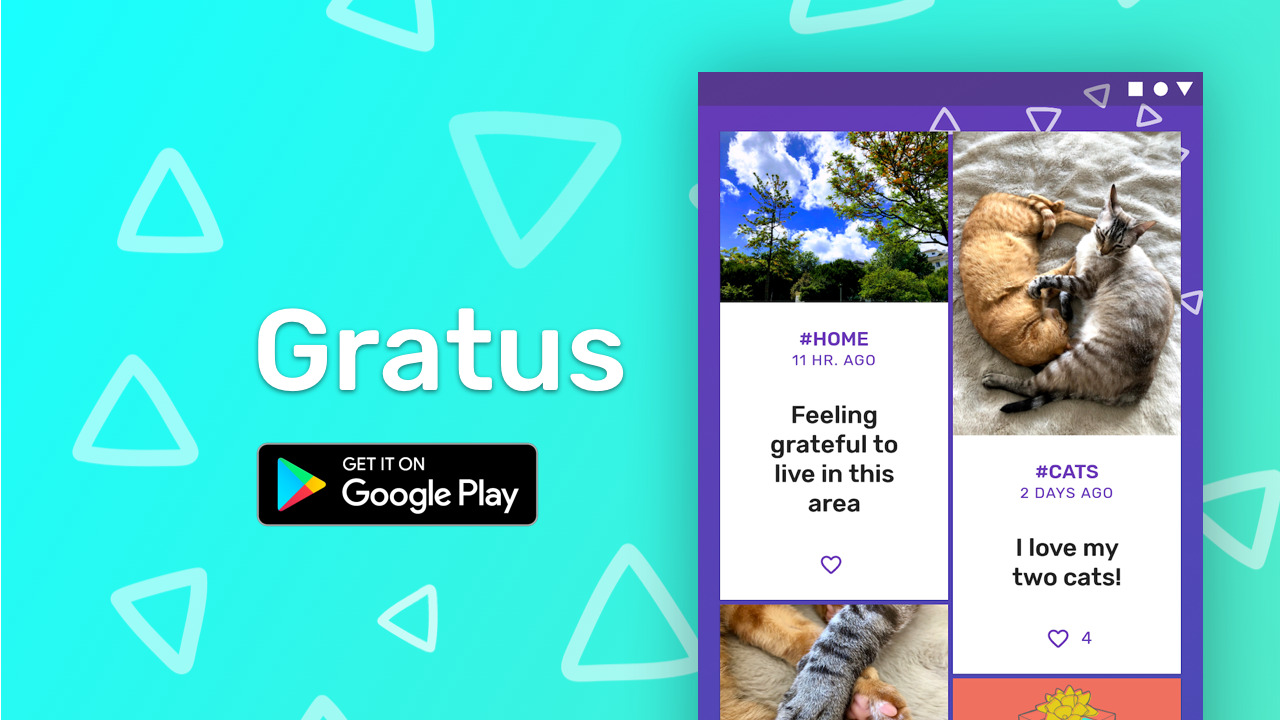 Gratus
GET IT ON
Google Play
#HOME
11 HR. AGO
Feeling
grateful to
live in this
area
#CATS
2 DAYS AGO
I love my
two cats!
4